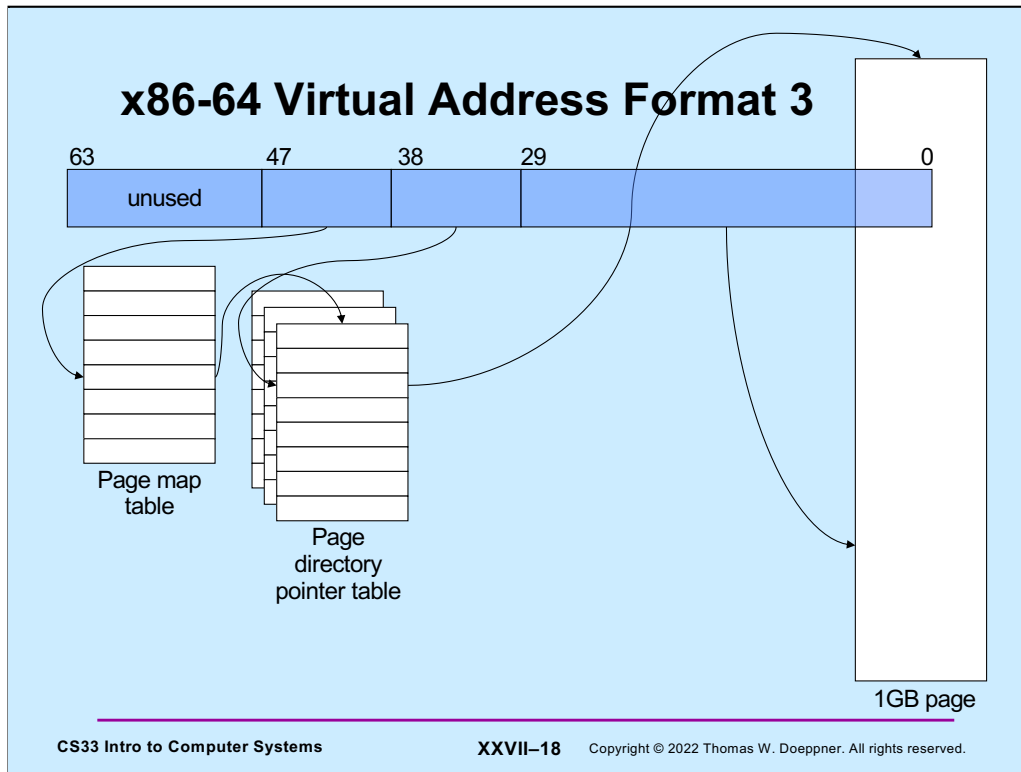 x86-64 Virtual Address Format 3
63 47 38 29 0
unused
Page map
table
Page
directory
pointer table
1GB page
CS33 Intro to Computer Systems XXVII–18 Copyright © 2022 Thomas W. Doeppner. All rights reserved.